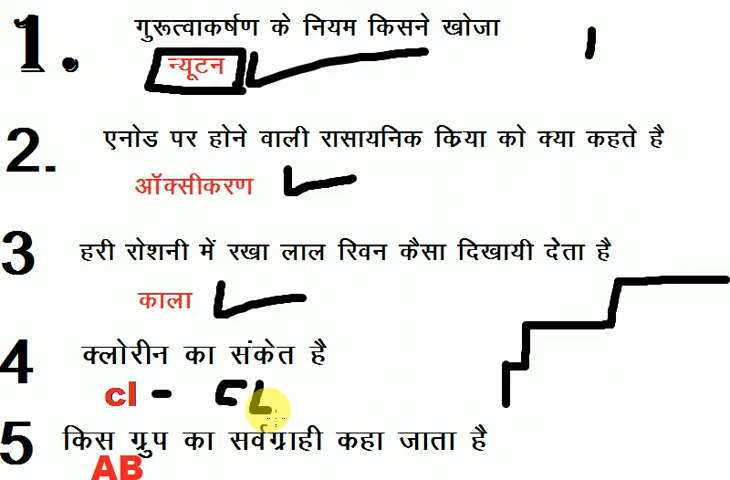 1. गुरूत्वाकर्षण के नियम किसने खोजा
न्यूटन
2. एनोड पर होने वाली रासायनिक क्रिया को क्या कहते है
ऑक्सीकरण
3 हरी रोशनी में रखा लाल रिवन कैसा दिखायी देता है
काला
4 क्लोरीन का संकेत है
cl - CL
5 किस ग्रुप का सर्वग्राही कहा जाता है
AB